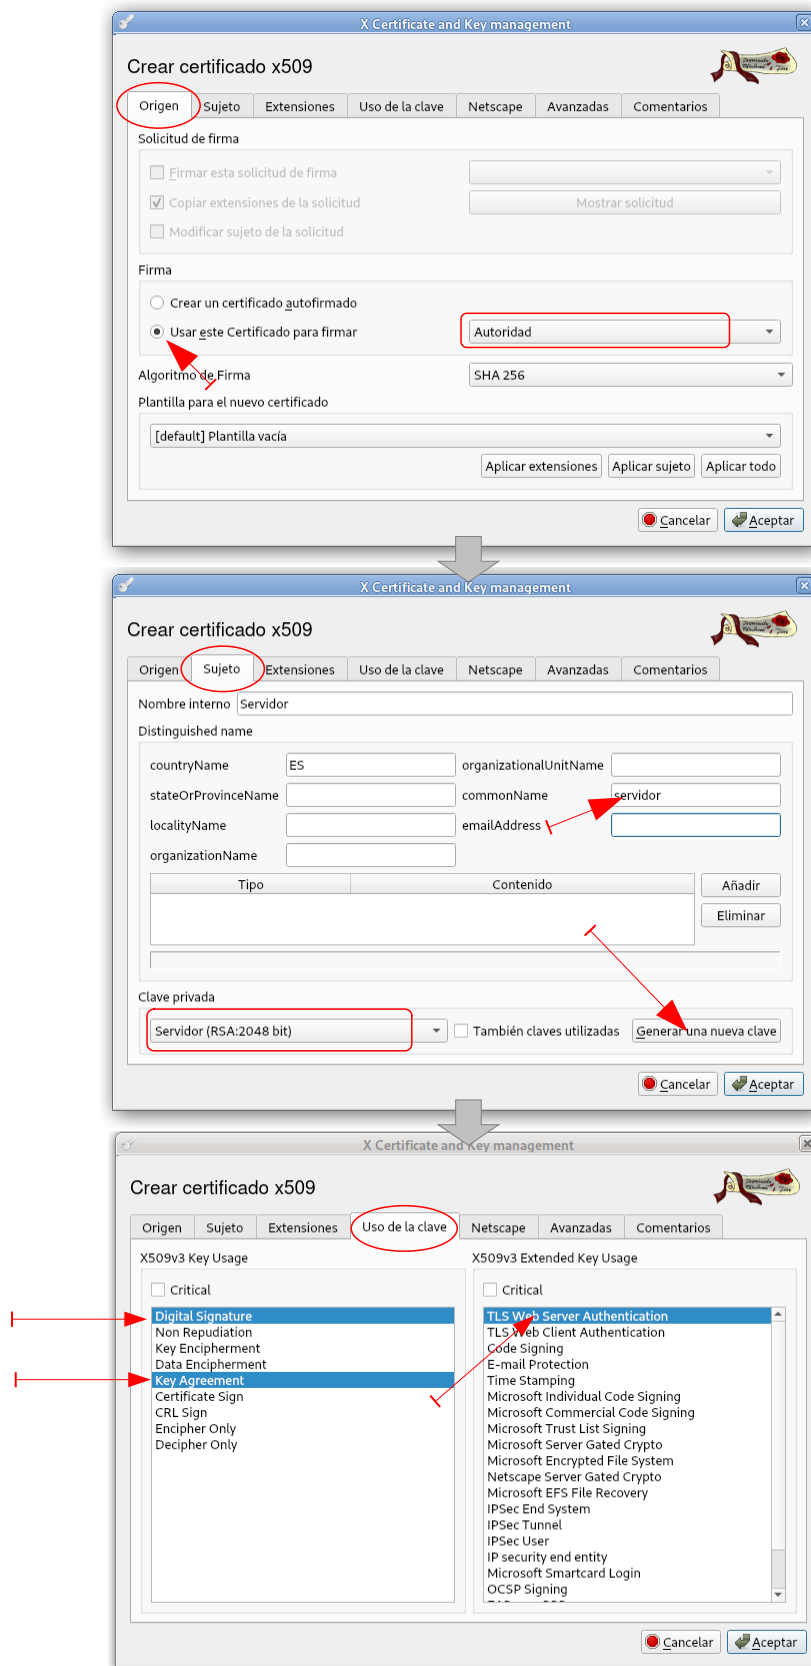 X Certificate and Key management
Crear certificado x509
Origen Sujeto Extensiones Uso de la clave Netscape Avanzadas Comentarios
Solicitud de firma
Firmar esta solicitud de firma
Copiar extensiones de la solicitud Mostrar solicitud
Modificar sujeto de la solicitud
Firma
Crear un certificado autofirmado
Usar este Certificado para firmar Autoridad
Algoritmo de Firma SHA 256
Plantilla para el nuevo certificado
[default] Plantilla vacía
Aplicar extensiones Aplicar sujeto Aplicar todo
Cancelar Aceptar
X Certificate and Key management
Crear certificado x509
Origen Sujeto Extensiones Uso de la clave Netscape Avanzadas Comentarios
Nombre interno Servidor
Distinguished name
countryName ES organizationalUnitName
stateOrProvinceName commonName servidor
localityName emailAddress
organizationName
Tipo Contenido Añadir
Eliminar
Clave privada
Servidor (RSA:2048 bit) También claves utilizadas Generar una nueva clave
Cancelar Aceptar
X Certificate and Key management
Crear certificado x509
Origen Sujeto Extensiones Uso de la clave Netscape Avanzadas Comentarios
X509v3 Key Usage X509v3 Extended Key Usage
Critical Critical
Digital Signature TLS Web Server Authentication
Non Repudiation TLS Web Client Authentication
Key Encipherment Code Signing
Data Encipherment E-mail Protection
Key Agreement Time Stamping
Certificate Sign Microsoft Individual Code Signing
CRL Sign Microsoft Commercial Code Signing
Encipher Only Microsoft Trust List Signing
Decipher Only Microsoft Server Gated Crypto
Microsoft Encrypted File System
Netscape Server Gated Crypto
Microsoft EFS File Recovery
IPSec End System
IPSec Tunnel
IPSec User
IP security end entity
Microsoft Smartcard Login
OCSP Signing
Cancelar Aceptar